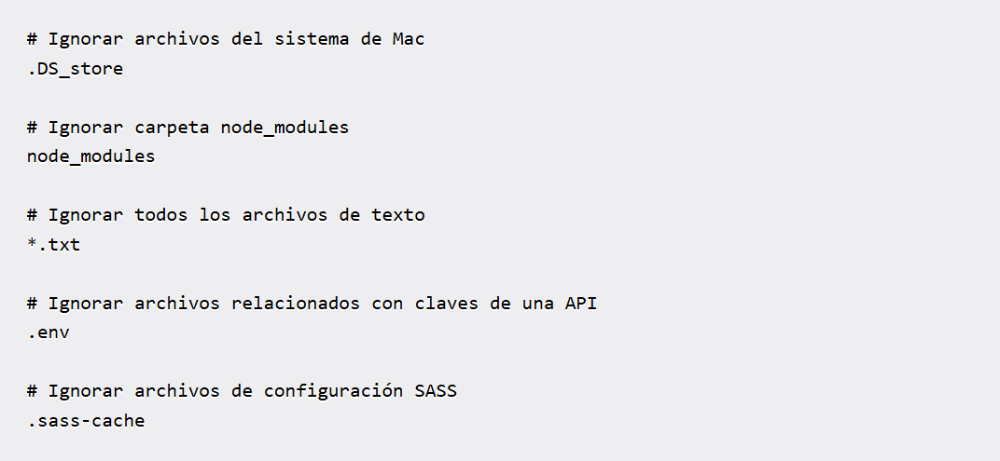 # Ignorar archivos del sistema de Mac
.DS_store
# Ignorar carpeta node_modules
node_modules
# Ignorar todos los archivos de texto
*.txt
# Ignorar archivos relacionados con claves de una API
.env
# Ignorar archivos de configuración SASS
.sass-cache